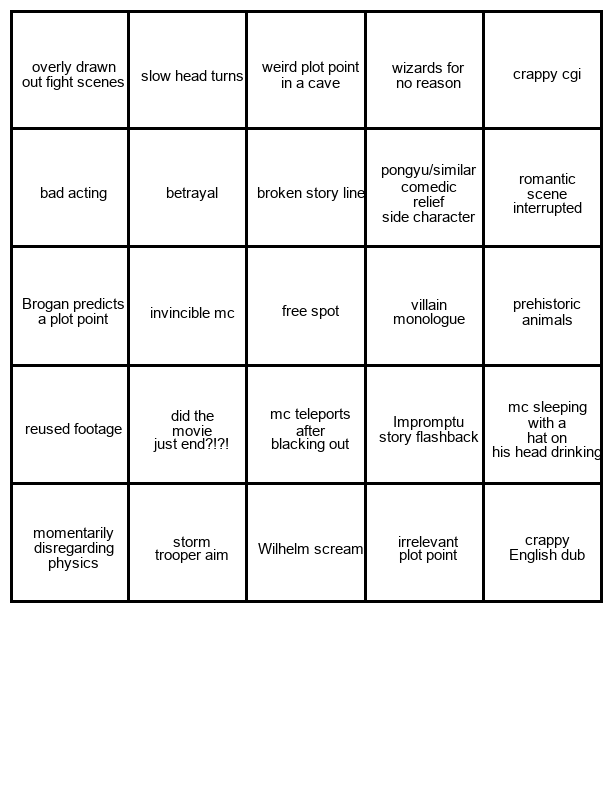 overly drawn
out fight scenes
slow head turns
weird plot point
in a cave
wizards for
no reason
crappy cgi
bad acting
betrayal
broken story line
pongyu/similar
comedic
relief
side character
romantic
scene
interrupted
Brogan predicts
a plot point
invincible mc
free spot
villain
monologue
prehistoric
animals
reused footage
did the
movie
just end?!?!
mc teleports
after
blacking out
Impromptu
story flashback
mc sleeping
with a
hat on
his head drinking
momentarily
disregarding
physics
storm
trooper aim
Wilhelm scream
irrelevant
plot point
crappy
English dub